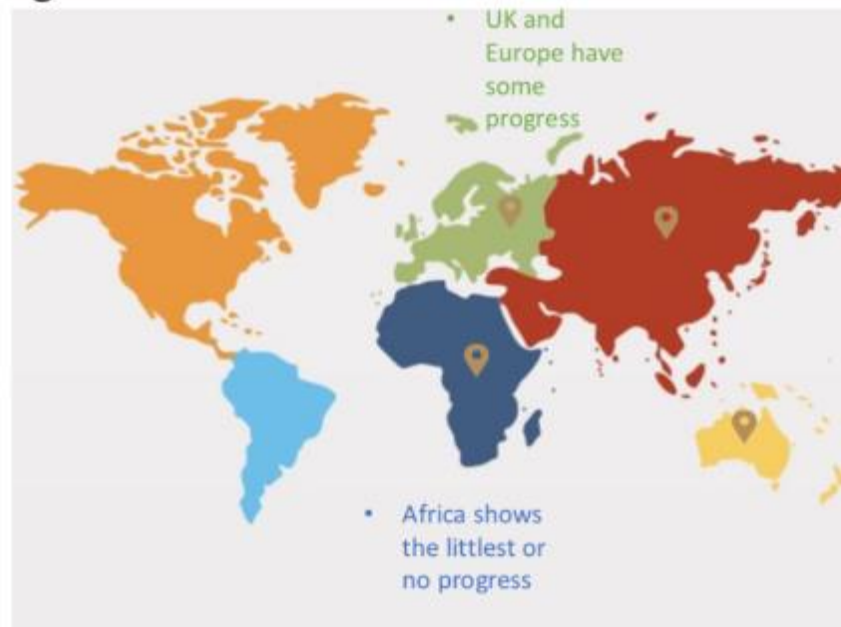 • UK and
Europe have
some
progress
• Africa shows
the littlest or
no progress